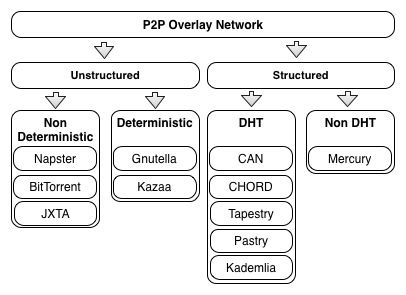 P2P Overlay Network
Unstructured
Structured
Non
Deterministic
Napster
BitTorrent
JXTA
Deterministic
Gnutella
Kazaa
DHT
CAN
CHORD
Tapestry
Pastry
Kademlia
Non DHT
Mercury